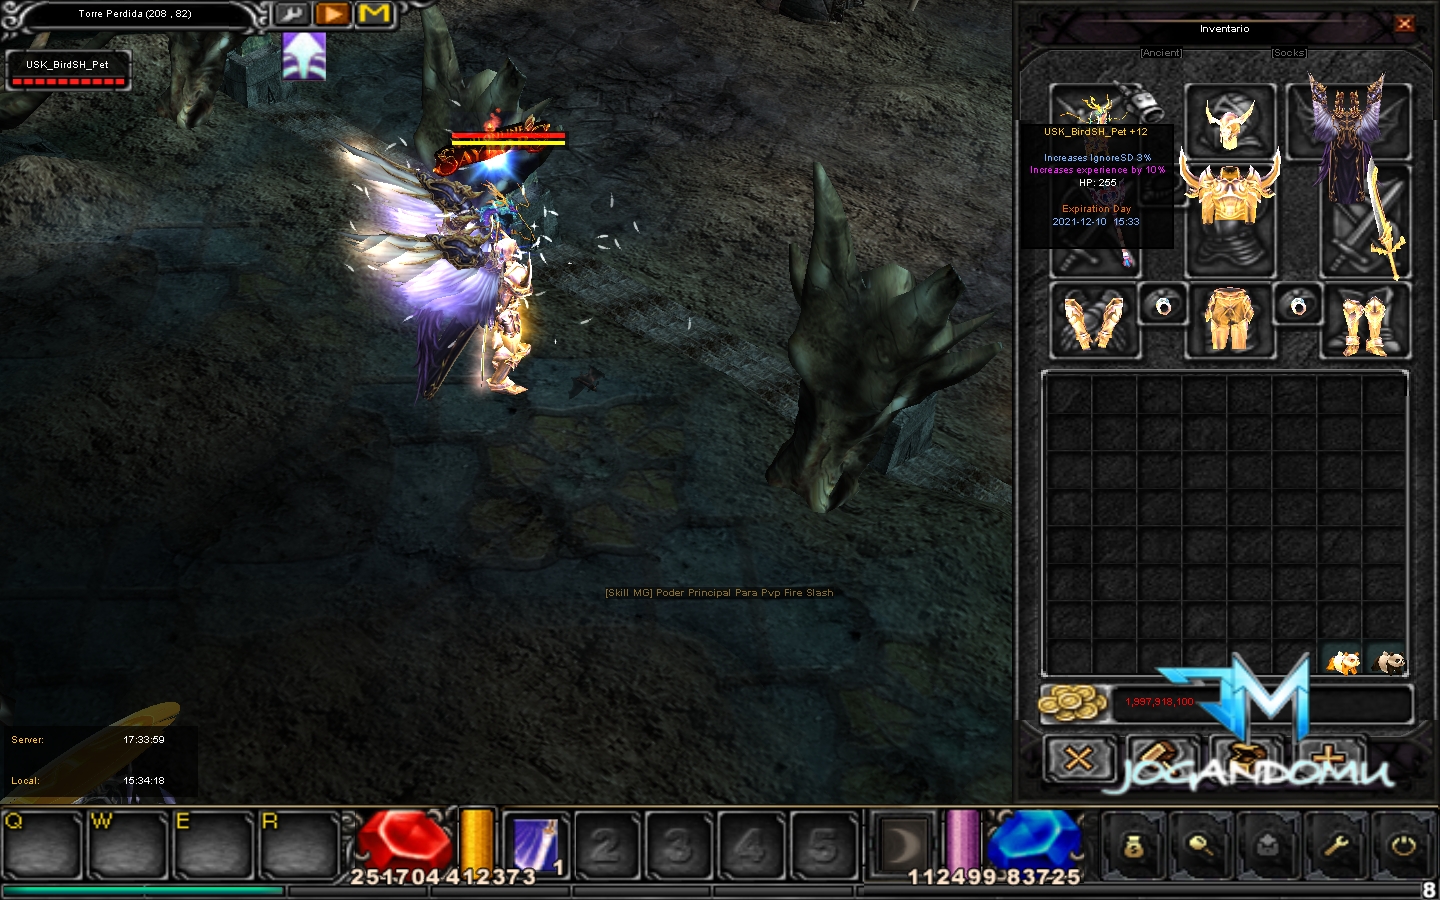 Torre Perdida (208 , 82)
USK_BirdSH_Pet
Inventario
[Ancient]
[Socks]
USK_BirdSH_Pet +12
Increases IgnoreSD 3%
Increases experience by 10%
HP: 255
Expiration Day
2021-12-10 15:33
[Skill MG] Poder Principal Para Pvp Fire Slash
1,997,918,100
JM
JOGANDOMU
Server: 17:33:59
Local: 15:34:18
Q W E R
1 2 3 4 5
251704 412373
112499 83725
8